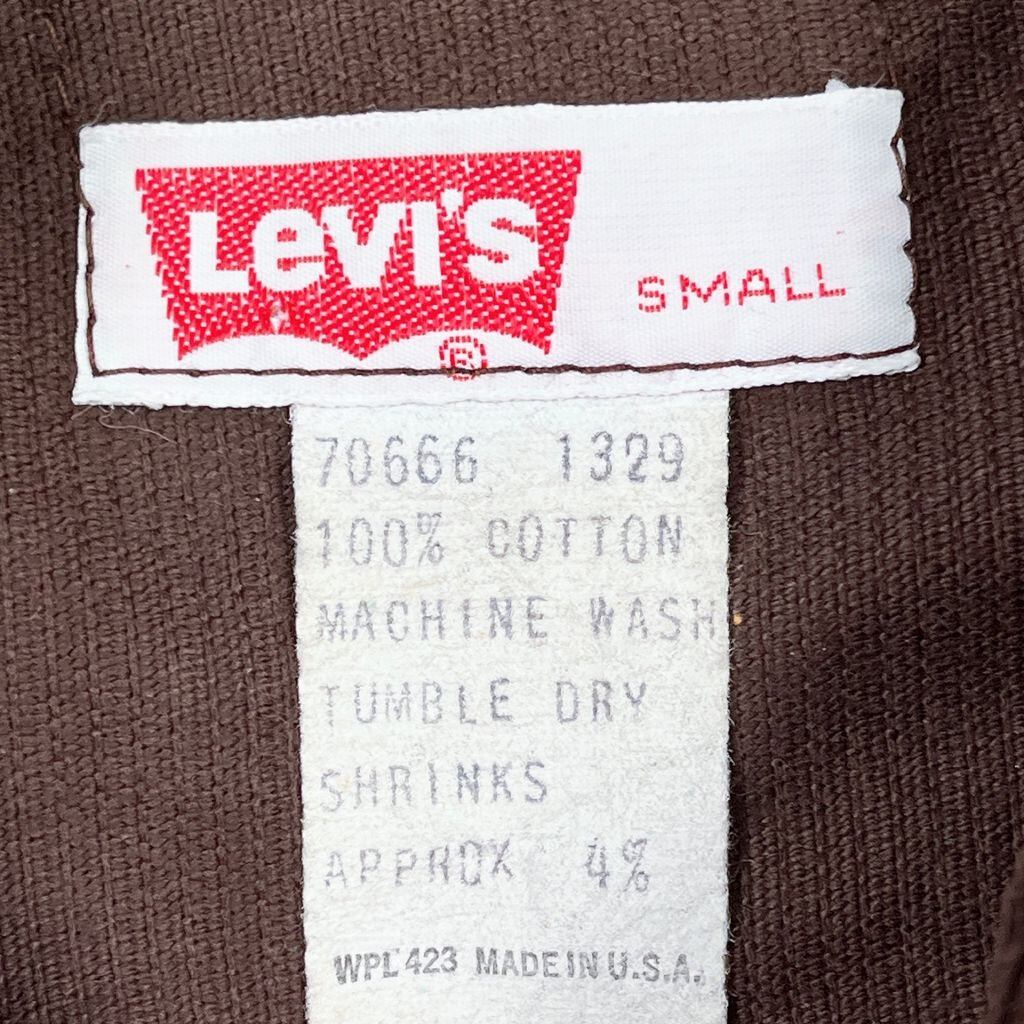 Levi's
®
SMALL
70666 1329
100% COTTON
MACHINE WASH
TUMBLE DRY
SHRINKS
APPROX 4%
WPL 423 MADE IN U.S.A.